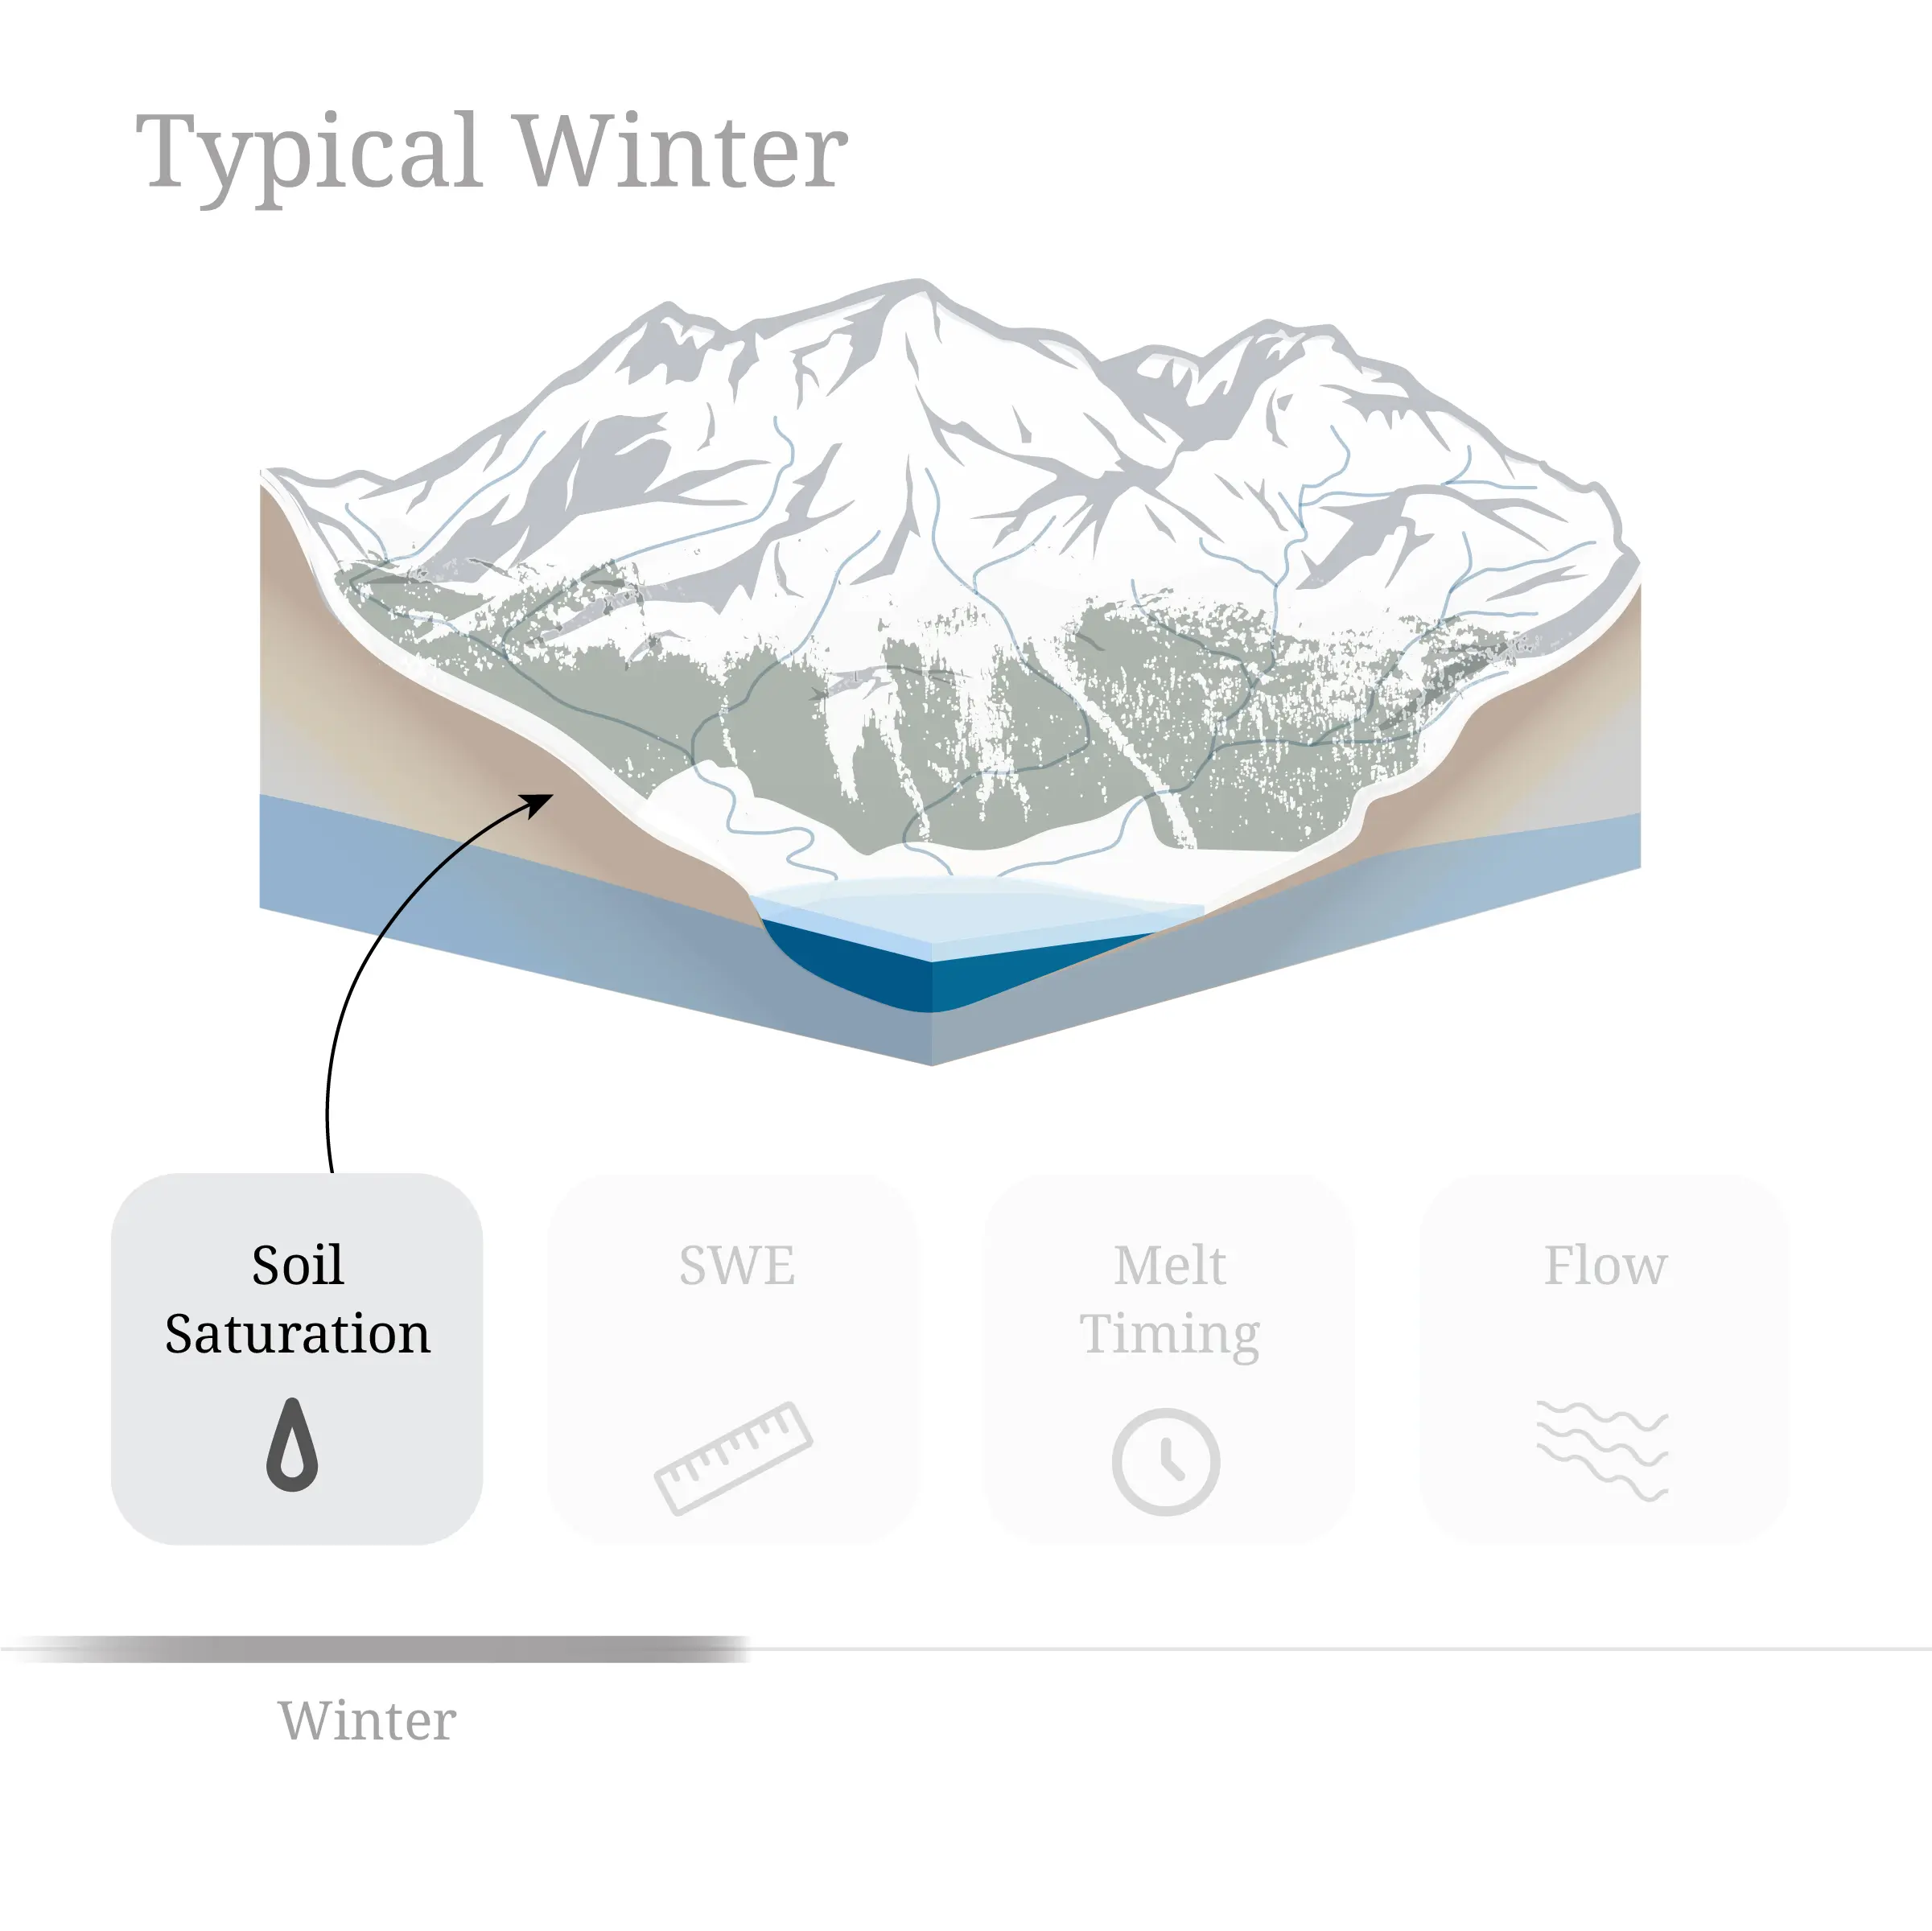 Typical Winter
Soil
Saturation
SWE
Melt
Timing
Flow
Winter